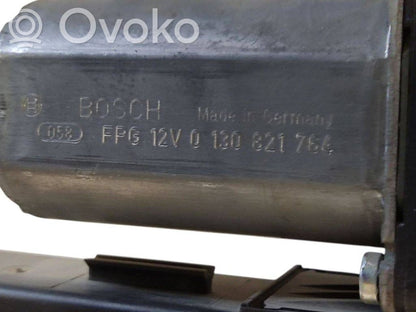 Ovoko
BOSCH Made in Germany
058 FPG 12V 0 130 821 764